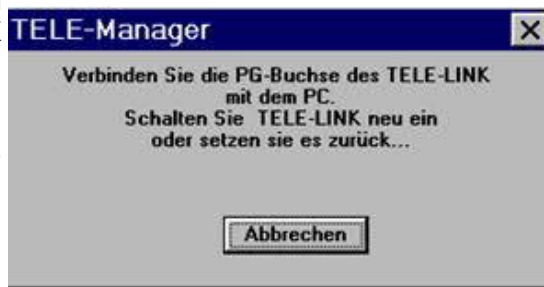 TELE-Manager
Verbinden Sie die PG-Buchse des TELE-LINK
mit dem PC.
Schalten Sie TELE-LINK neu ein
oder setzen sie es zurück...
Abbrechen